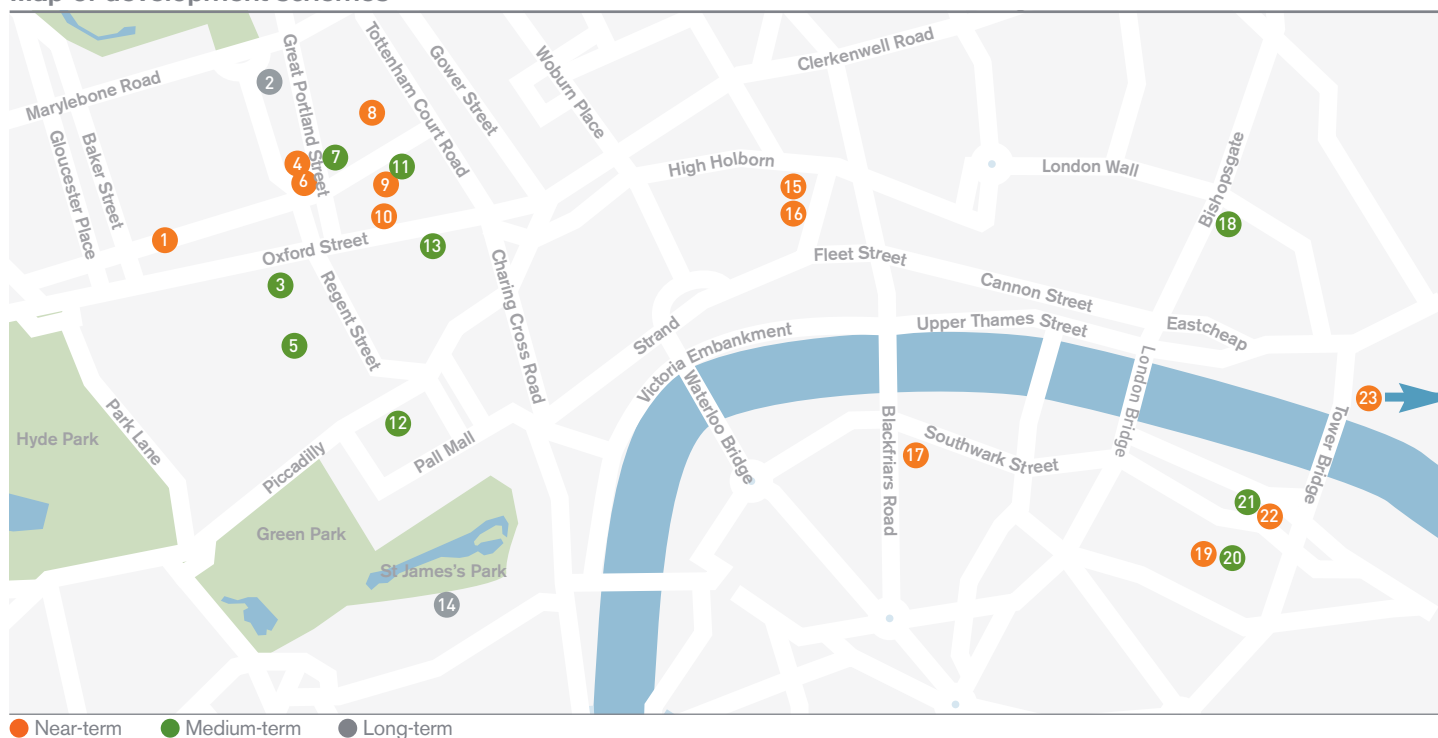 Map of development schemes
Marylebone Road
Gloucester Place
Baker Street
Great Portland Street
Tottenham Court Road
Gower Street
Woburn Place
Clerkenwell Road
High Holborn
London Wall
Bishopsgate
Oxford Street
Regent Street
Charing Cross Road
Fleet Street
Cannon Street
Eastcheap
Upper Thames Street
Strand
Victoria Embankment
Waterloo Bridge
Blackfriars Road
Southwark Street
London Bridge
Tower Bridge
Hyde Park
Park Lane
Piccadilly
Pall Mall
Green Park
St James's Park
1
2
3
4
5
6
7
8
9
10
11
12
13
14
15
16
17
18
19
20
21
22
23
Near-term
Medium-term
Long-term